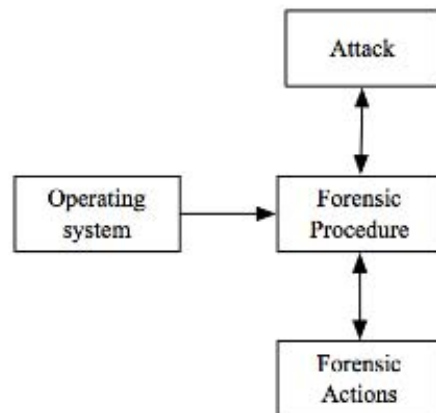 Attack
Operating
system
Forensic
Procedure
Forensic
Actions